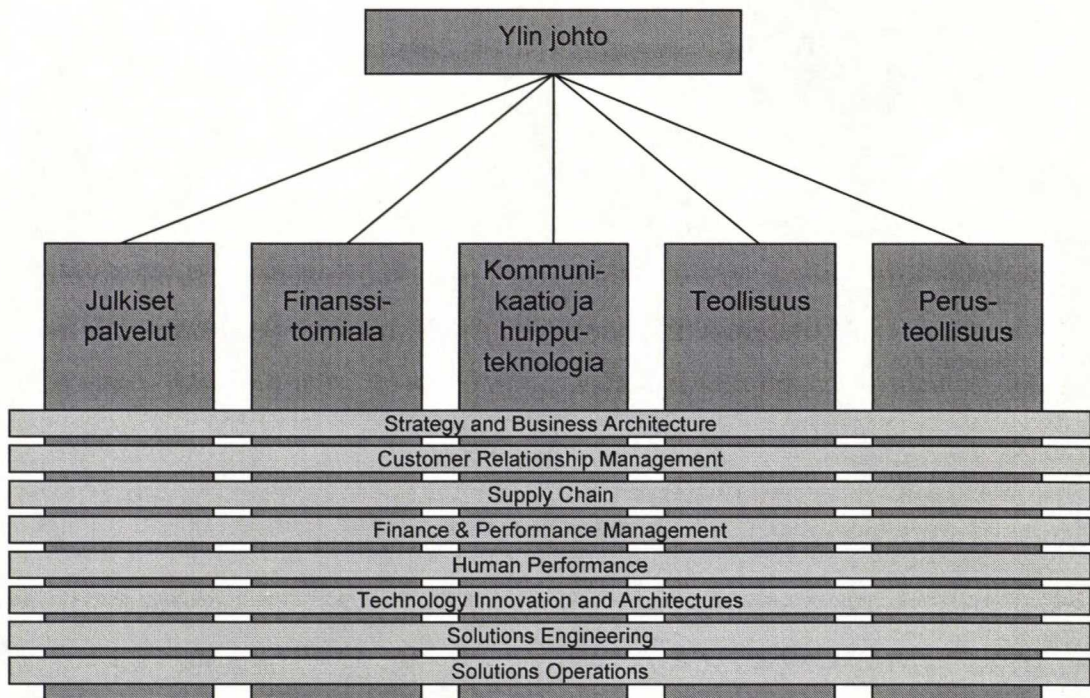 Ylin johto
Julkiset
palvelut
Finanssi-
toimiala
Kommuni-
kaatio ja
huippu-
teknologia
Teollisuus
Perus-
teollisuus
Strategy and Business Architecture
Customer Relationship Management
Supply Chain
Finance & Performance Management
Human Performance
Technology Innovation and Architectures
Solutions Engineering
Solutions Operations